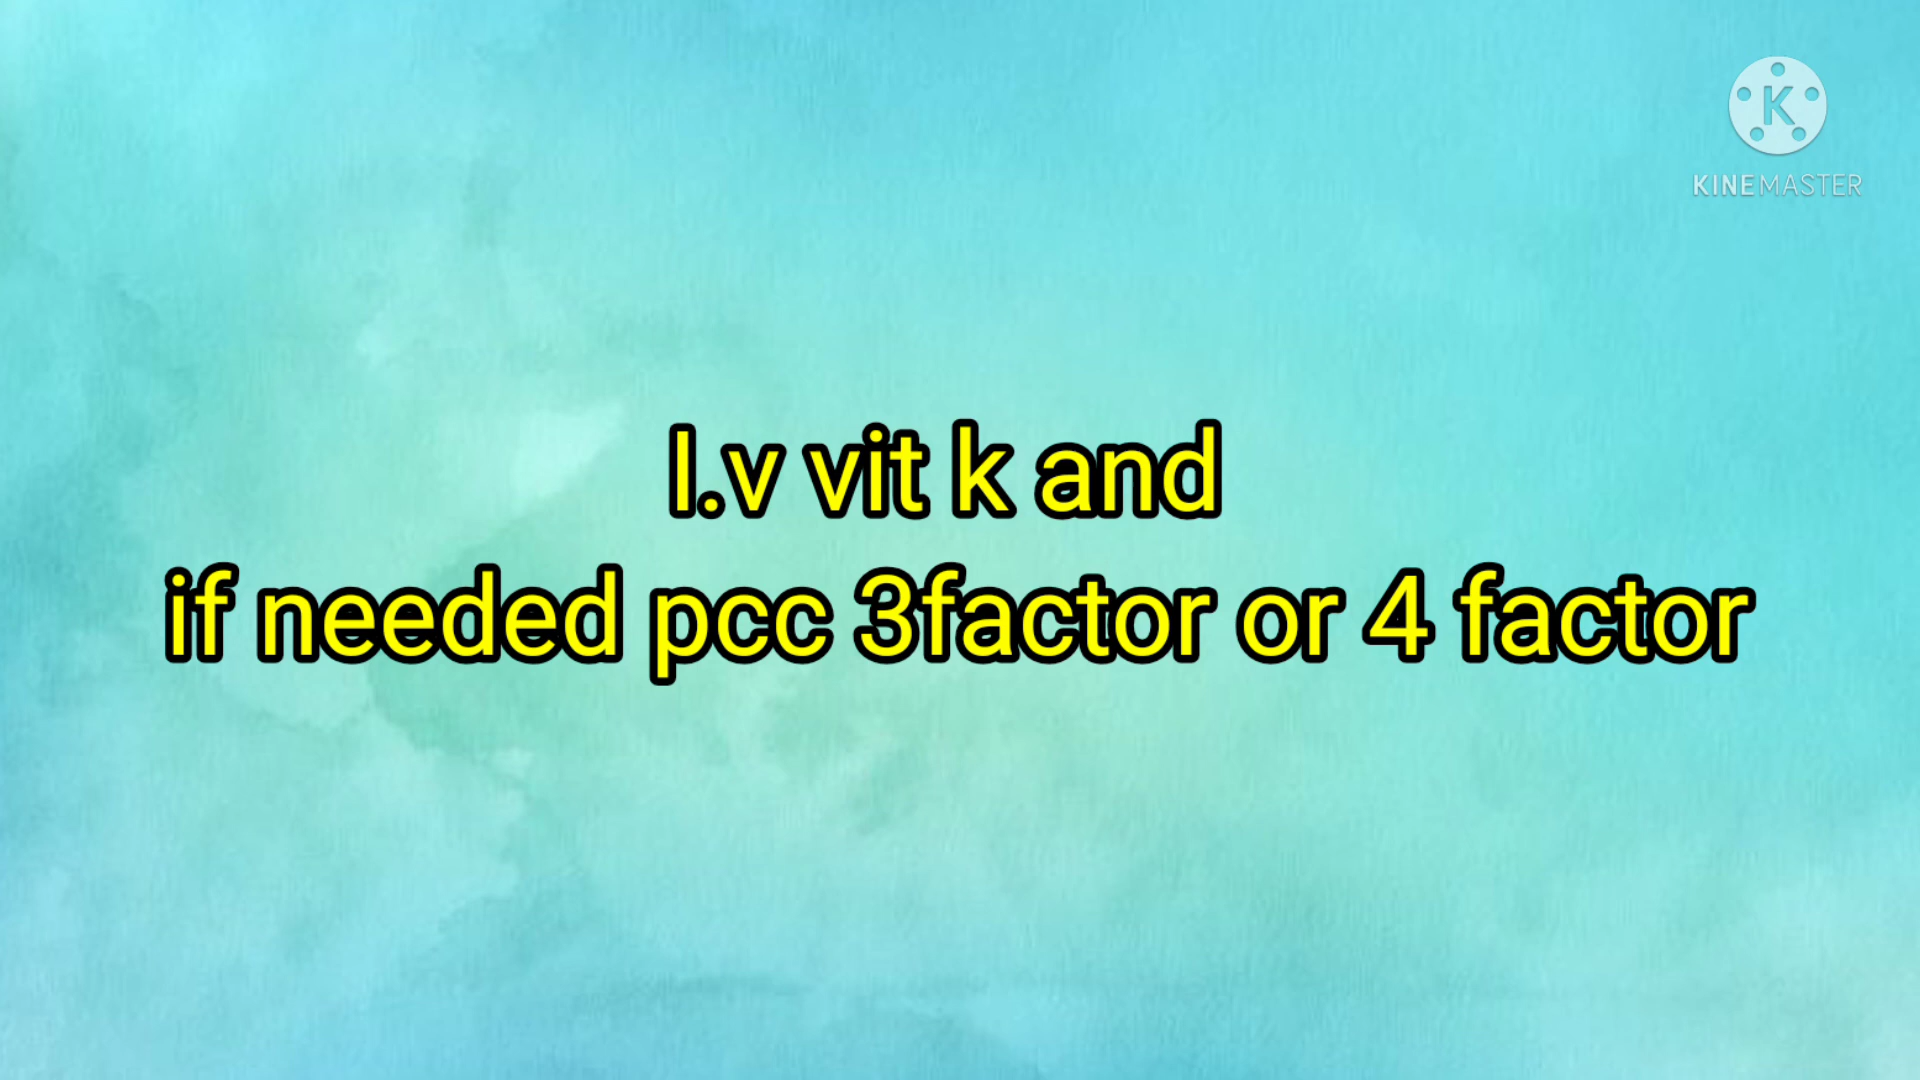 K
KINEMASTER
I.v vit k and
if needed pcc 3factor or 4 factor